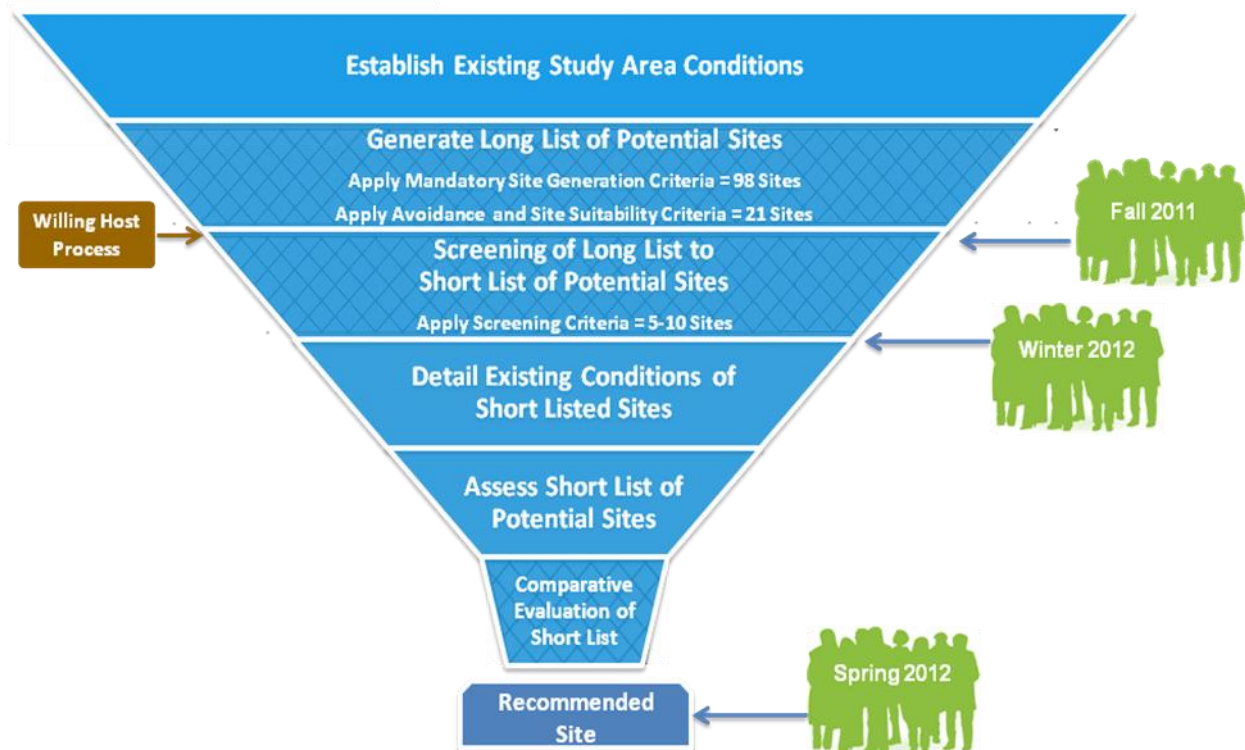 Establish Existing Study Area Conditions
Generate Long List of Potential Sites
Apply Mandatory Site Generation Criteria = 98 Sites
Apply Avoidance and Site Suitability Criteria = 21 Sites
Willing Host
Process
Fall 2011
Screening of Long List to
Short List of Potential Sites
Apply Screening Criteria = 5-10 Sites
Winter 2012
Detail Existing Conditions of
Short Listed Sites
Assess Short List of
Potential Sites
Comparative
Evaluation of
Short List
Spring 2012
Recommended
Site